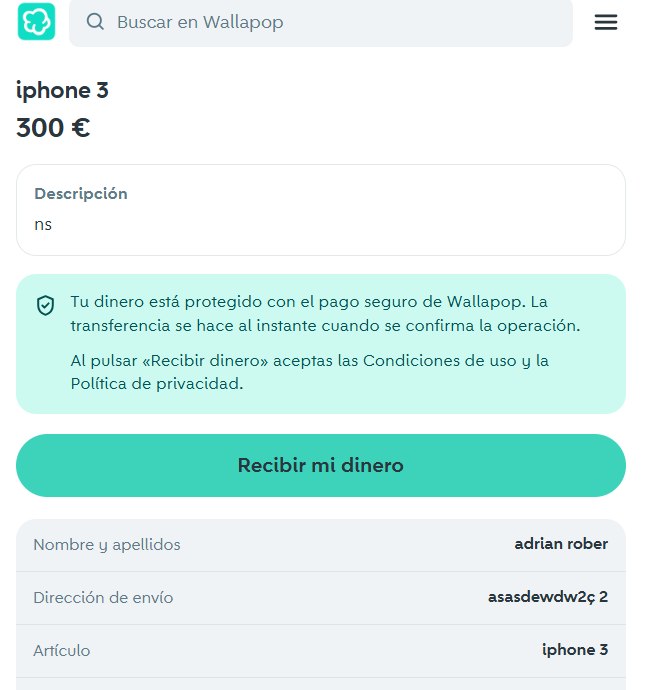 Buscar en Wallapop
iphone 3
300 €
Descripción
ns
Tu dinero está protegido con el pago seguro de Wallapop. La
transferencia se hace al instante cuando se confirma la operación.
Al pulsar «Recibir dinero» aceptas las Condiciones de uso y la
Política de privacidad.
Recibir mi dinero
Nombre y apellidos adrian rober
Dirección de envío asasdewdw2ç 2
Artículo iphone 3